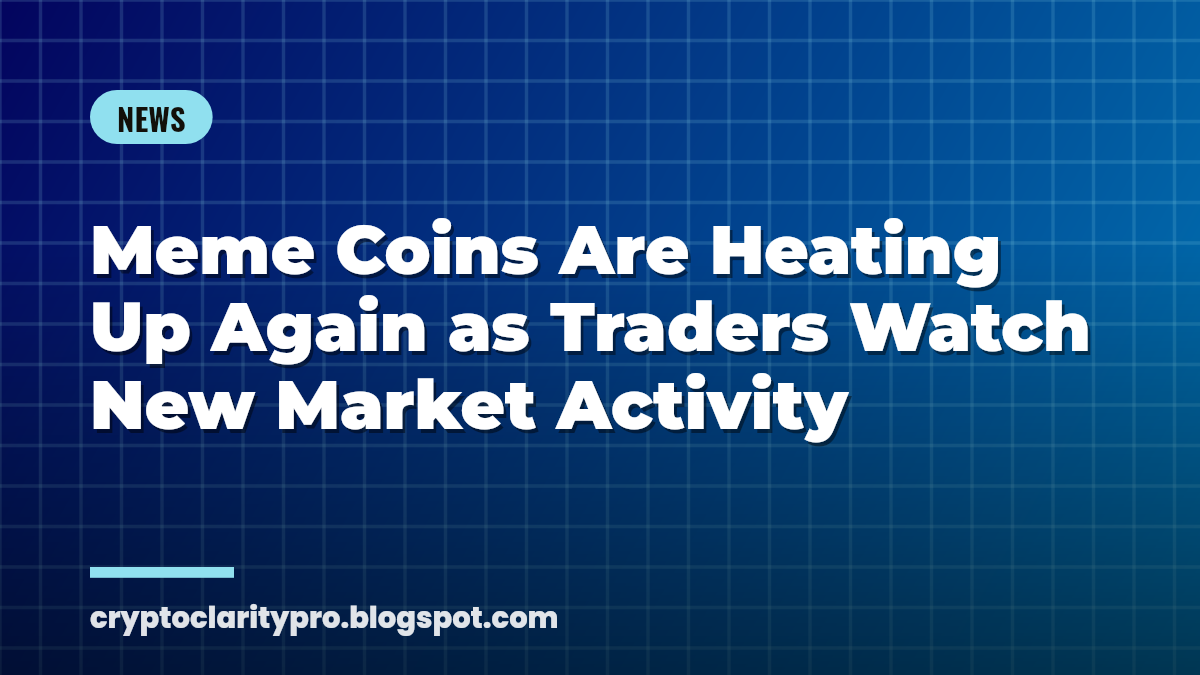 NEWS
Meme Coins Are Heating
Up Again as Traders Watch
New Market Activity
cryptoclaritypro.blogspot.com